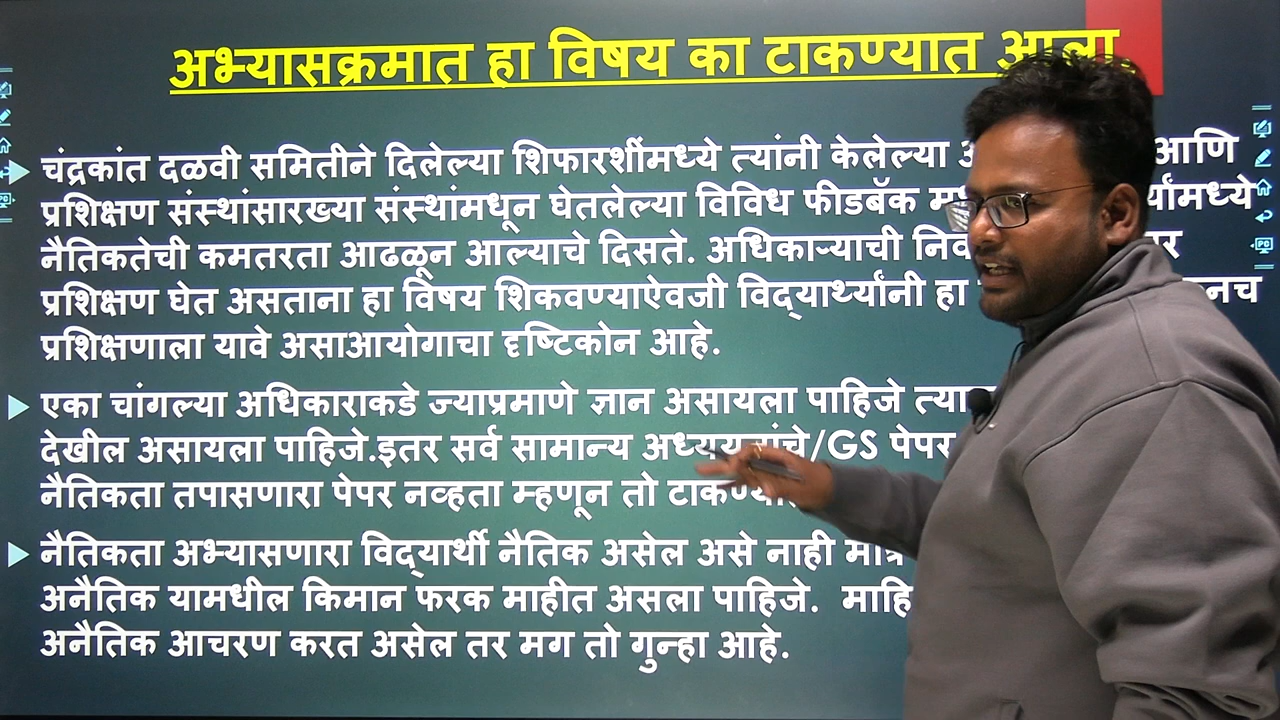 अभ्यासक्रमात हा विषय का टाकण्यात आला.
चंद्रकांत दळवी समितीने दिलेल्या शिफारशींमध्ये त्यांनी केलेल्या आणि
प्रशिक्षण संस्थांसारख्या संस्थांमधून घेतलेल्या विविध फीडबॅक
नैतिकतेची कमतरता आढळून आल्याचे दिसते. अधिकाऱ्याची
प्रशिक्षण घेत असताना हा विषय शिकवण्याऐवजी विद्यार्थ्यांनी हा
प्रशिक्षणाला यावे असाआयोगाचा दृष्टिकोन आहे.
एका चांगल्या अधिकाराकडे ज्याप्रमाणे ज्ञान असायला पाहिजे
देखील असायला पाहिजे.इतर सर्व सामान्य अध्ययनांचे/GS पेपर
नैतिकता तपासणारा पेपर नव्हता म्हणून तो
नैतिकता अभ्यासणारा विद्यार्थी नैतिक असेल असे नाही
अनैतिक यामधील किमान फरक माहीत असला पाहिजे.
अनैतिक आचरण करत असेल तर मग तो गुन्हा आहे.